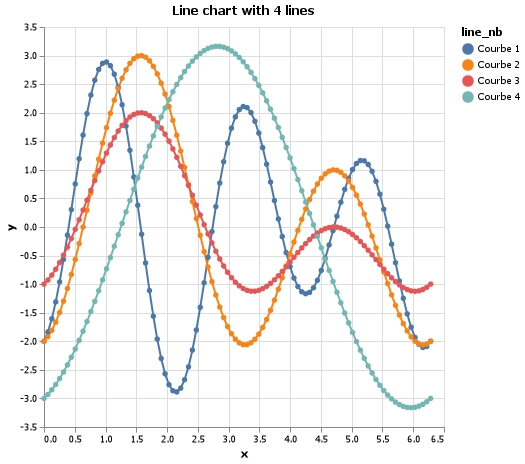 Line chart with 4 lines
line_nb
Courbe 1
Courbe 2
Courbe 3
Courbe 4
y
3.5
3.0
2.5
2.0
1.5
1.0
0.5
0.0
-0.5
-1.0
-1.5
-2.0
-2.5
-3.0
-3.5
0.0 0.5 1.0 1.5 2.0 2.5 3.0 3.5 4.0 4.5 5.0 5.5 6.0 6.5
x